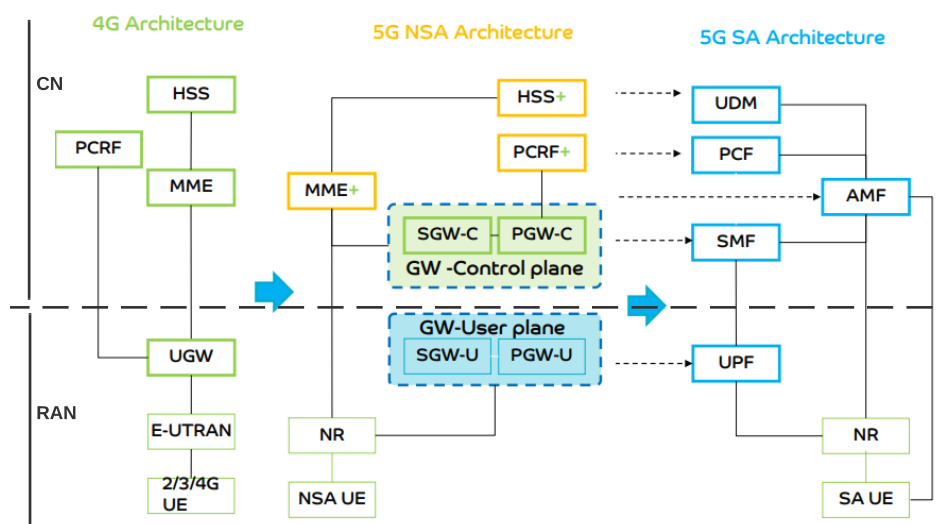 4G Architecture
5G NSA Architecture
5G SA Architecture
CN
HSS
PCRF
MME
HSS+
PCRF+
MME+
SGW-C
PGW-C
GW -Control plane
UDM
PCF
AMF
SMF
GW-User plane
SGW-U
PGW-U
UGW
UPF
RAN
E-UTRAN
2/3/4G
UE
NR
NSA UE
NR
SA UE